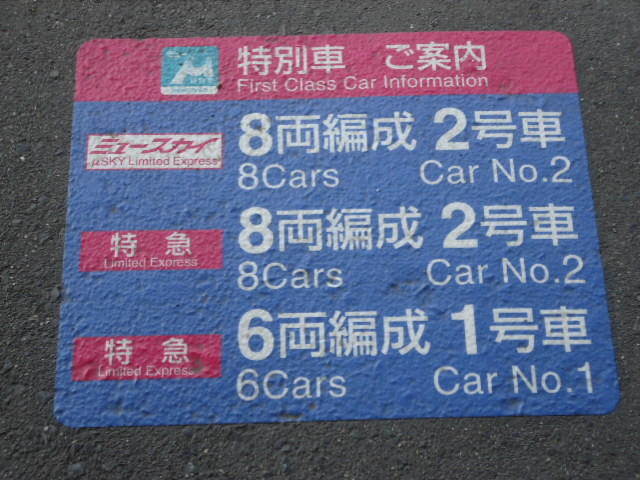 特別車 ご案内
First Class Car Information
ミュースカイ 8両編成 2号車
μSKY Limited Express 8Cars Car No.2
特急 8両編成 2号車
Limited Express 8Cars Car No.2
特急 6両編成 1号車
Limited Express 6Cars Car No.1